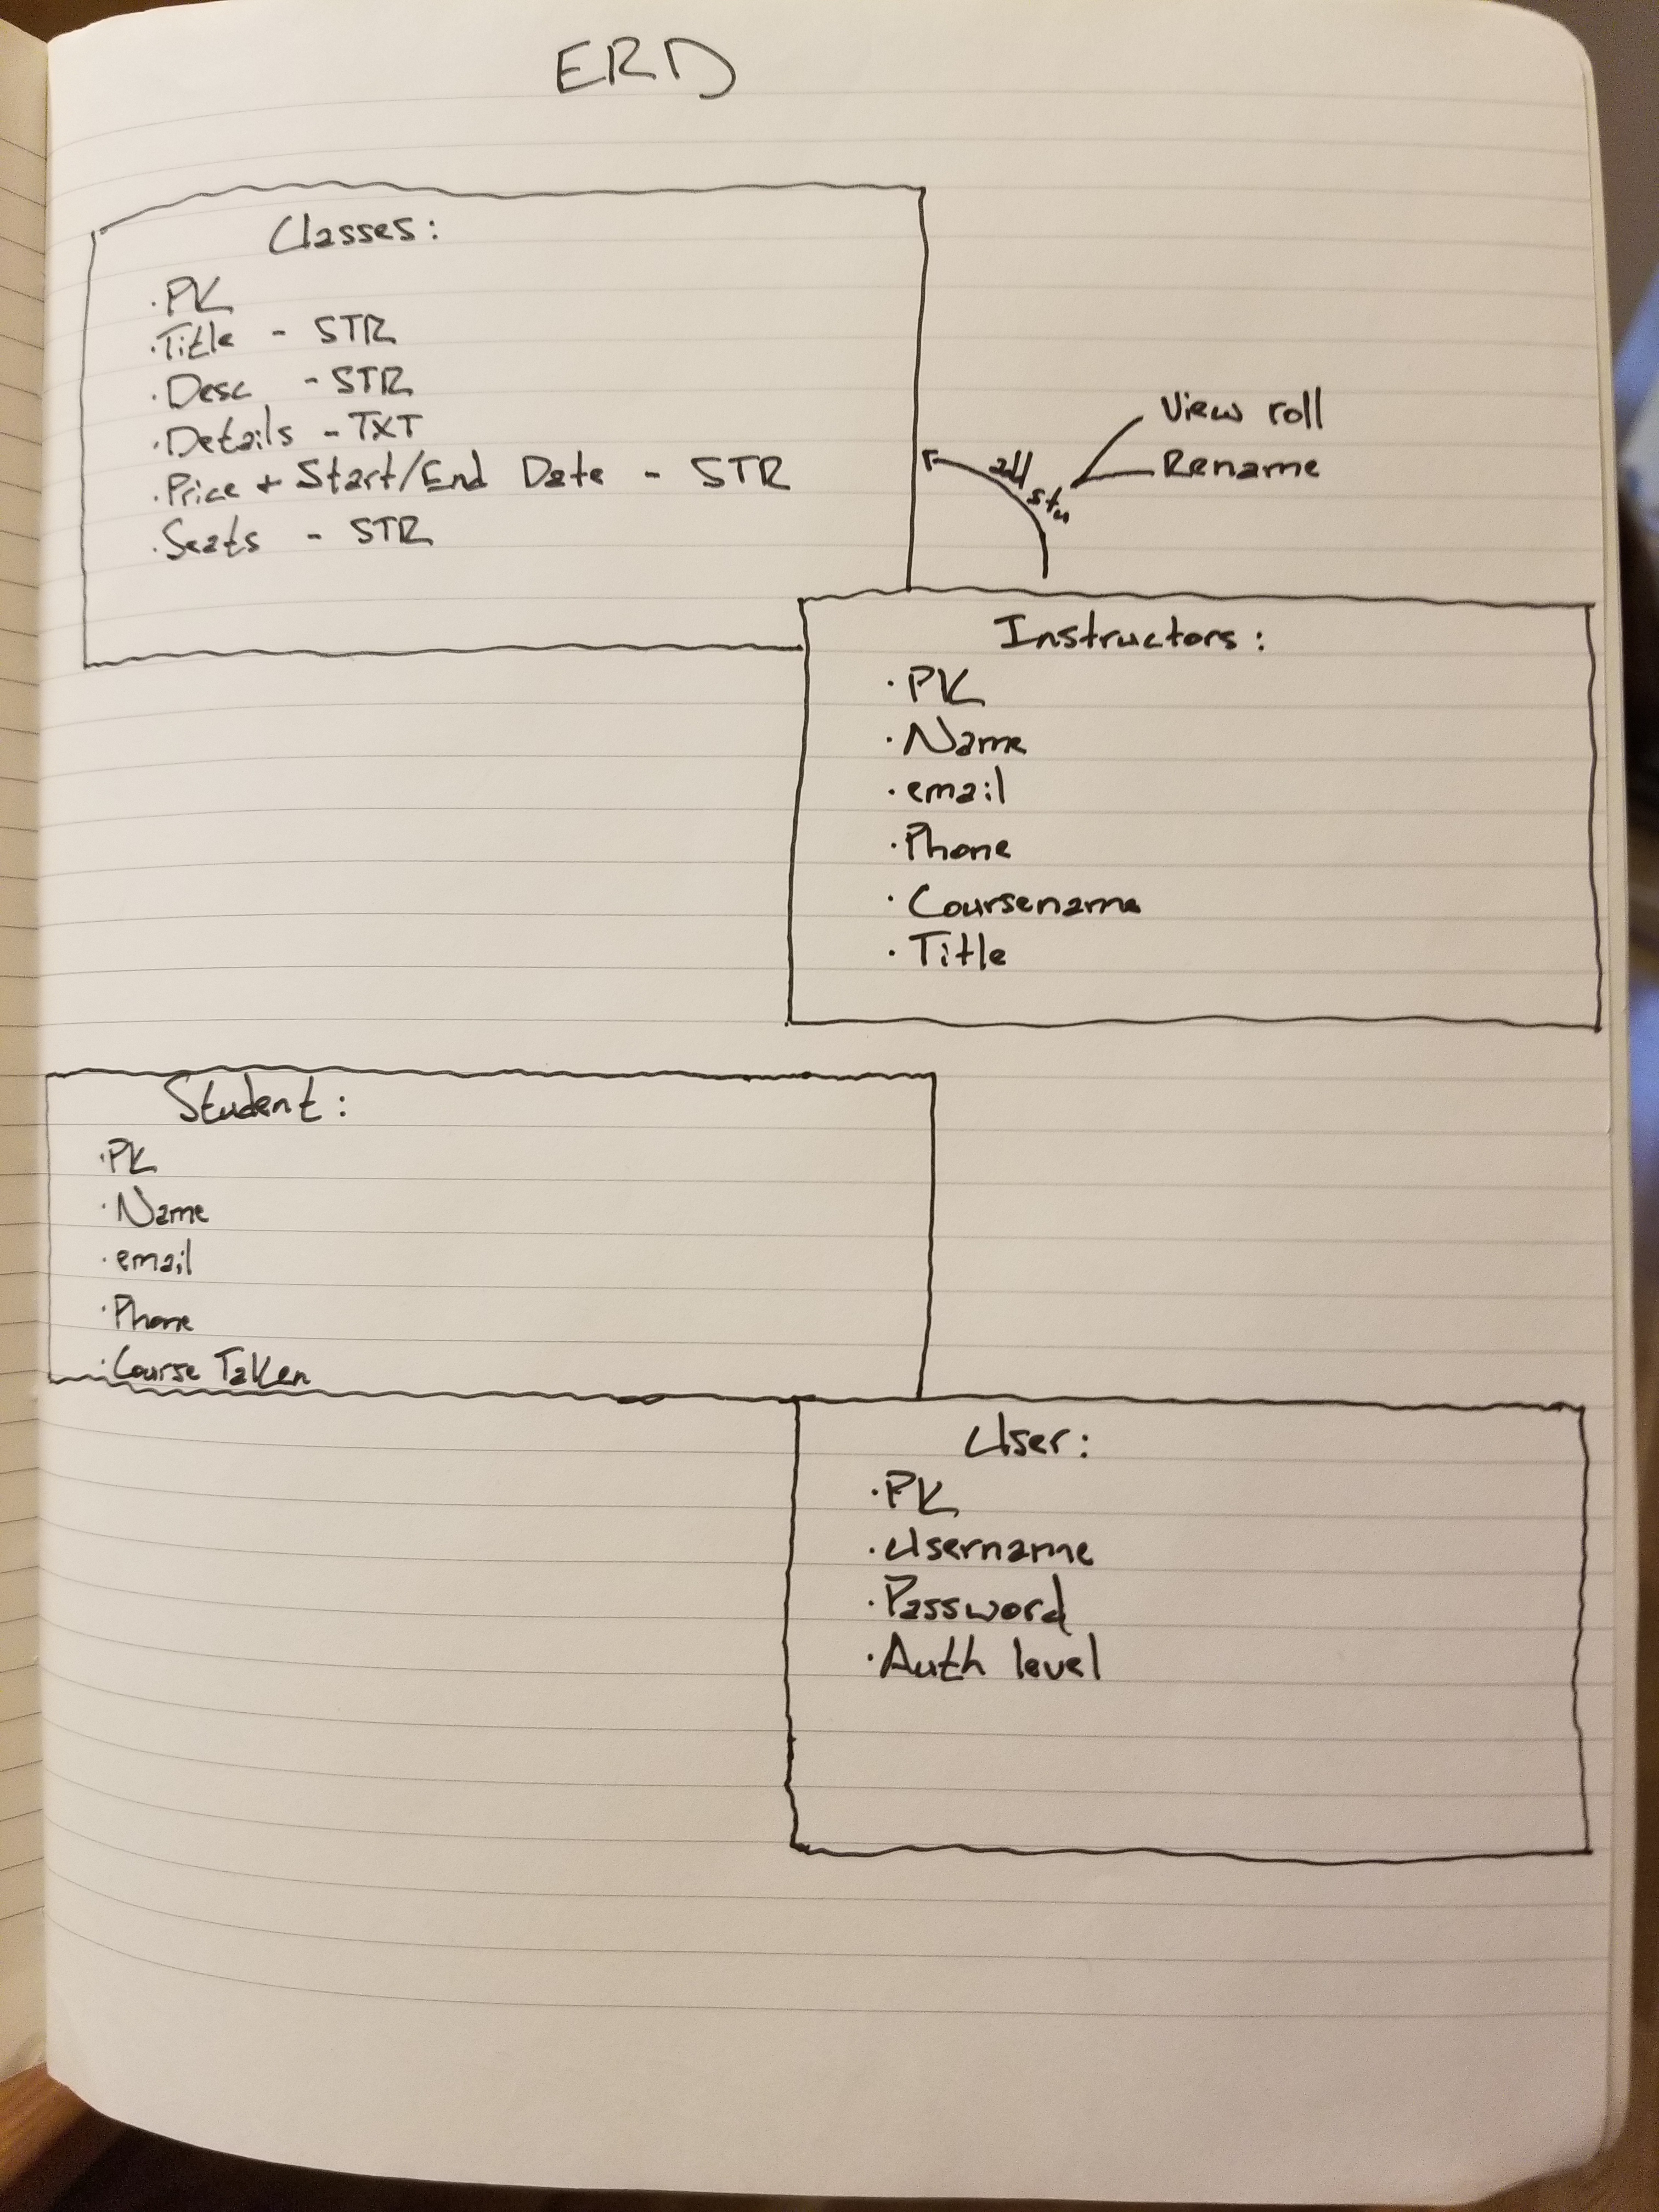 ERD
Classes:
·PK
·Title - STR
·Desc - STR
·Details - TXT
·Price + Start/End Date - STR
·Seats - STR
View roll
Rename
all stu
Instructors:
·PK
·Name
·email
·Phone
·Coursename
·Title
Student:
·PK
·Name
·email
·Phone
·Course Taken
User:
·PK
·Username
·Password
·Auth level